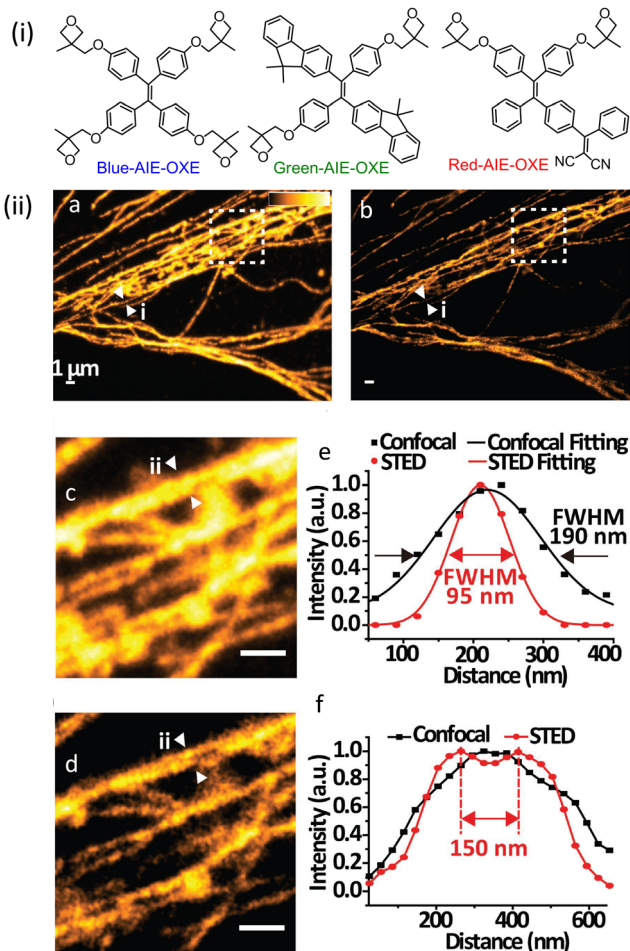 (i)
O O O O
O O O O
O O O O
NC CN
Blue-AIE-OXE Green-AIE-OXE Red-AIE-OXE
(ii)
a b
i i
1 µm
c
ii
e
Confocal Confocal Fitting
STED STED Fitting
1.0
0.8
0.6
0.4
0.2
0.0
Intensity (a.u.)
FWHM
190 nm
FWHM
95 nm
100 200 300 400
Distance (nm)
d
ii
f
Confocal STED
1.0
0.8
0.6
0.4
0.2
0.0
Intensity (a.u.)
150 nm
200 400 600
Distance (nm)